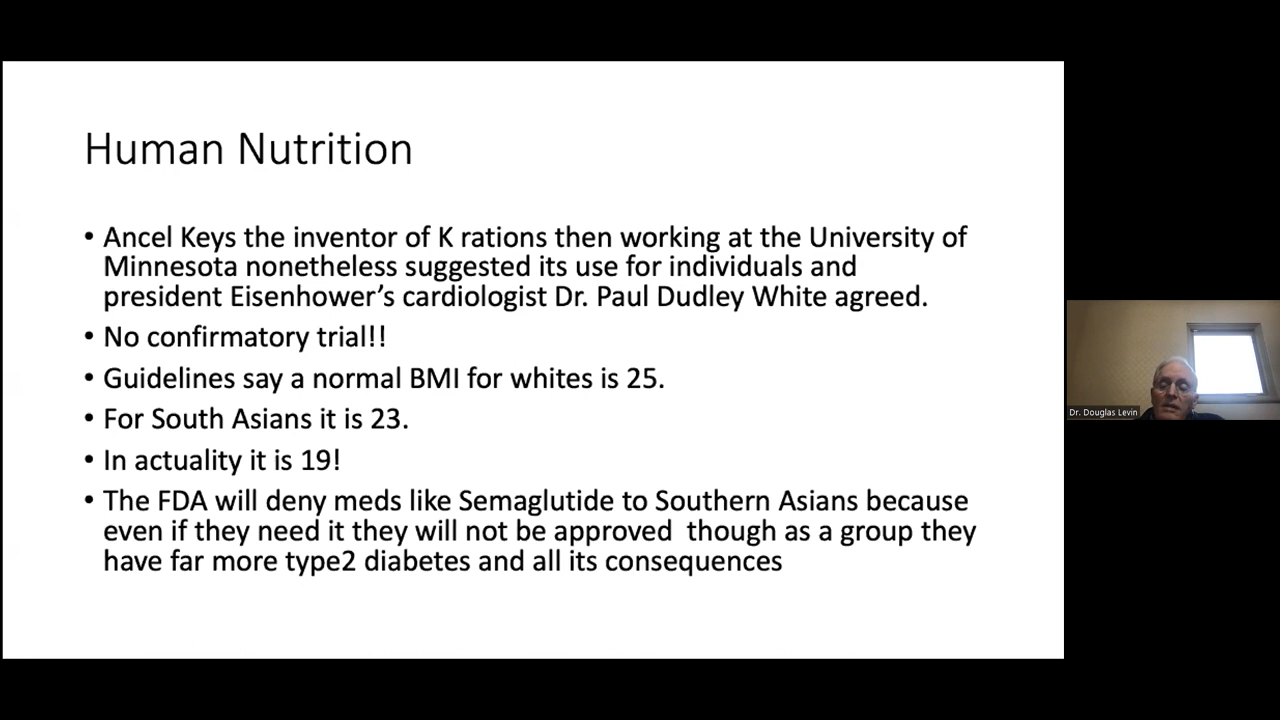 Human Nutrition
• Ancel Keys the inventor of K rations then working at the University of
Minnesota nonetheless suggested its use for individuals and
president Eisenhower’s cardiologist Dr. Paul Dudley White agreed.
• No confirmatory trial!!
• Guidelines say a normal BMI for whites is 25.
• For South Asians it is 23.
• In actuality it is 19!
• The FDA will deny meds like Semaglutide to Southern Asians because
even if they need it they will not be approved  though as a group they
have far more type2 diabetes and all its consequences
Dr. Douglas Levin